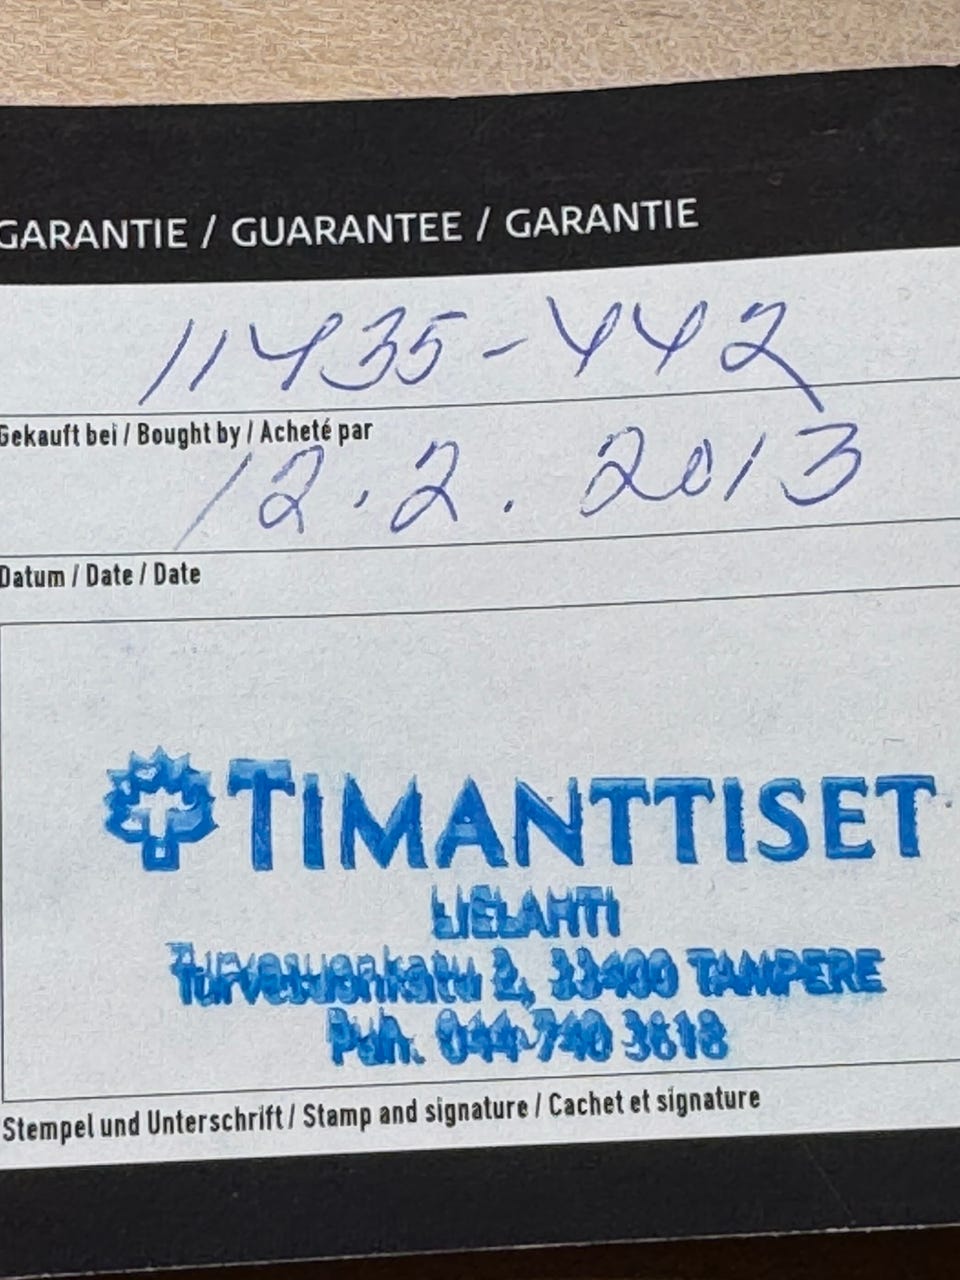 GARANTIE / GUARANTEE / GARANTIE
11435-442
Gekauft bei / Bought by / Acheté par
12.2.2013
Datum / Date / Date
TIMANTTISET
LIELAHTI
Turvesuonkatu 2, 33400 TAMPERE
Puh. 044-740 3618
Stempel und Unterschrift / Stamp and signature / Cachet et signature